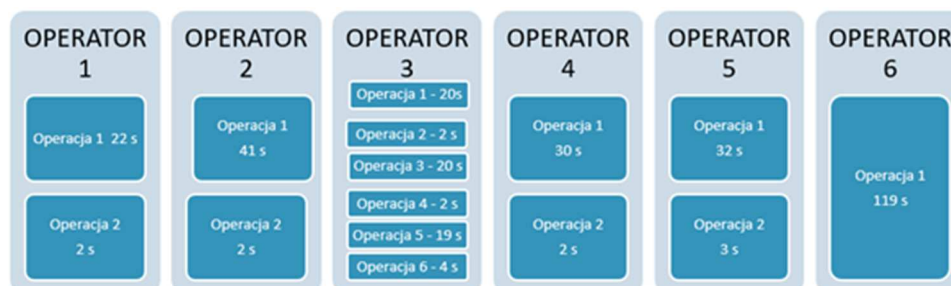 OPERATOR
1
Operacja 1 22 s
Operacja 2
2 s
OPERATOR
2
Operacja 1
41 s
Operacja 2
2 s
OPERATOR
3
Operacja 1 - 20s
Operacja 2 - 2 s
Operacja 3 - 20 s
Operacja 4 - 2 s
Operacja 5 - 19 s
Operacja 6 - 4 s
OPERATOR
4
Operacja 1
30 s
Operacja 2
2 s
OPERATOR
5
Operacja 1
32 s
Operacja 2
3 s
OPERATOR
6
Operacja 1
119 s